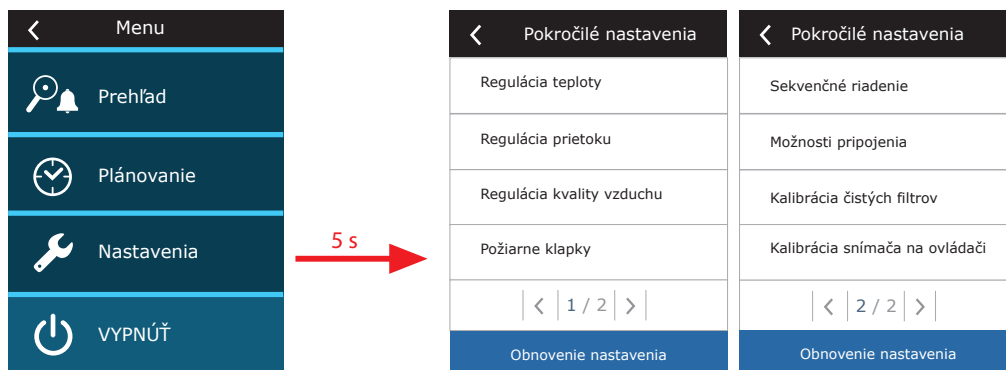 Menu
Prehľad
Plánovanie
Nastavenia
VYPNÚŤ
5 s
Pokročilé nastavenia
Regulácia teploty
Regulácia prietoku
Regulácia kvality vzduchu
Požiarne klapky
1 / 2
Obnovenie nastavenia
Pokročilé nastavenia
Sekvenčné riadenie
Možnosti pripojenia
Kalibrácia čistých filtrov
Kalibrácia snímača na ovládači
2 / 2
Obnovenie nastavenia